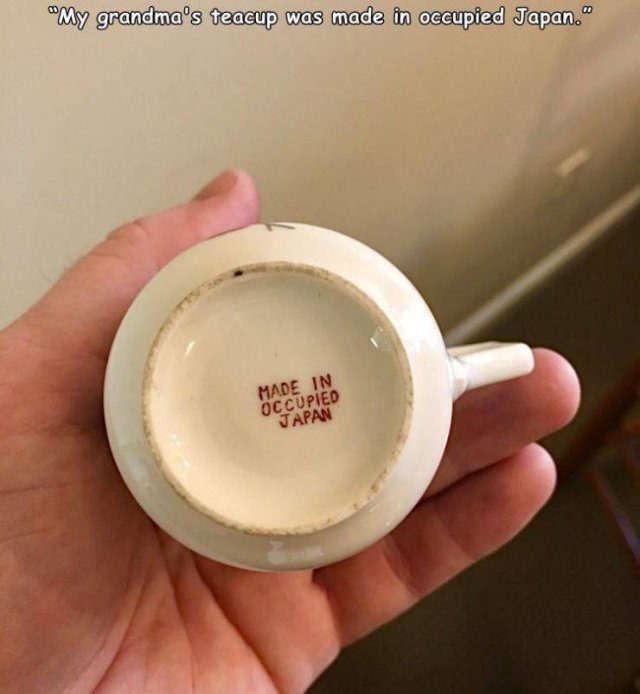 "My grandma's teacup was made in occupied Japan."
MADE IN
OCCUPIED
JAPAN